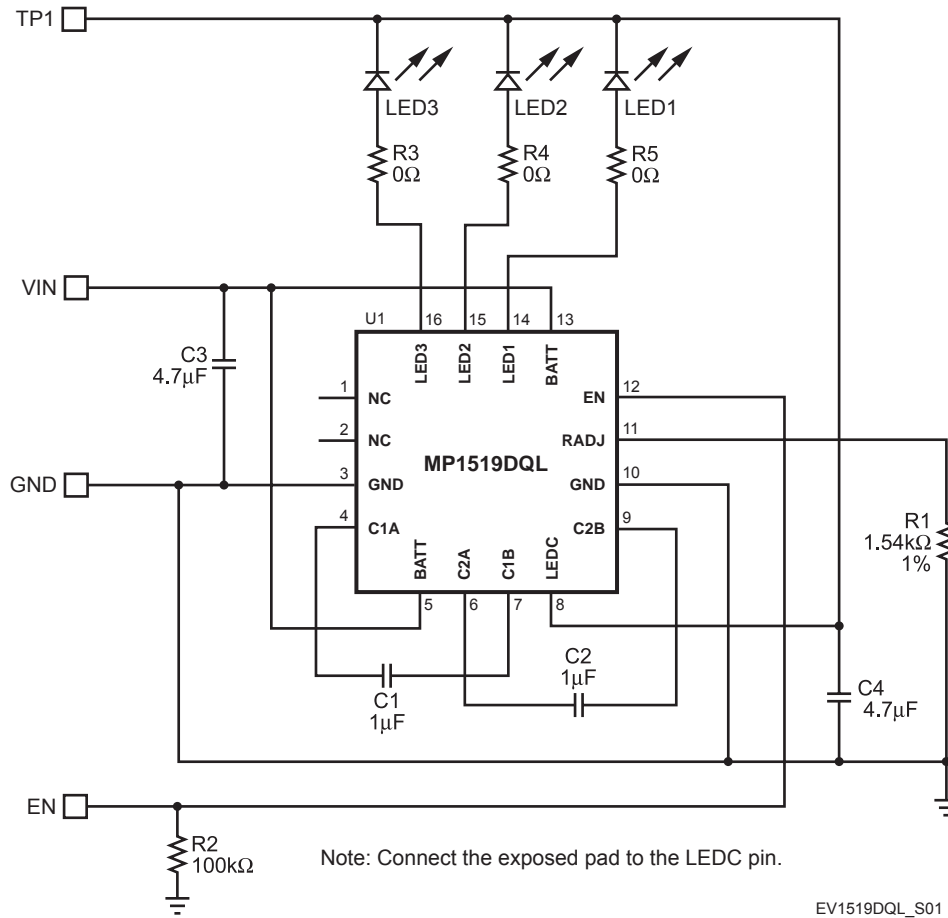 TP1
LED3
LED2
LED1
R3
0Ω
R4
0Ω
R5
0Ω
VIN
U1
16
15
14
13
LED3
LED2
LED1
BATT
C3
4.7µF
1
NC
EN
12
2
NC
RADJ
11
MP1519DQL
GND
3
GND
GND
10
4
C1A
C2B
9
R1
1.54kΩ
1%
BATT
C2A
C1B
LEDC
5
6
7
8
C1
1µF
C2
1µF
C4
4.7µF
EN
R2
100kΩ
Note: Connect the exposed pad to the LEDC pin.
EV1519DQL_S01